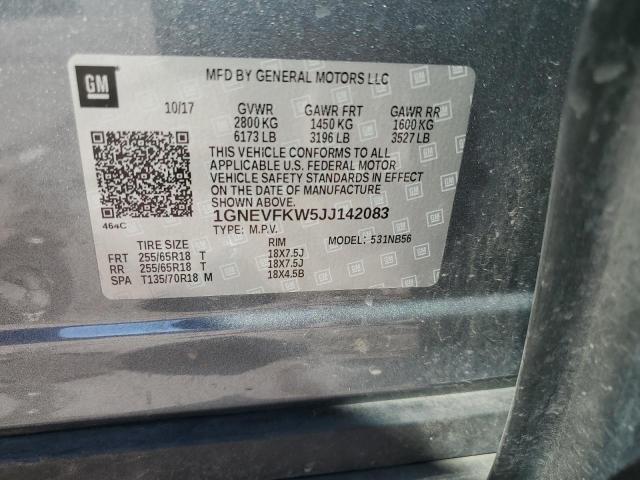 GM
MFD BY GENERAL MOTORS LLC
10/17 GVWR GAWR FRT GAWR RR
2800 KG 1450 KG 1600 KG
6173 LB 3196 LB 3527 LB
THIS VEHICLE CONFORMS TO ALL
APPLICABLE U.S. FEDERAL MOTOR
VEHICLE SAFETY STANDARDS IN EFFECT
ON THE DATE OF MANUFACTURE
SHOWN ABOVE.
464C
1GNEVFKW5JJ142083
TYPE: M.P.V. MODEL: 531NB56
TIRE SIZE RIM
FRT 255/65R18 T 18X7.5J
RR 255/65R18 T 18X7.5J
SPA T135/70R18 M 18X4.5B